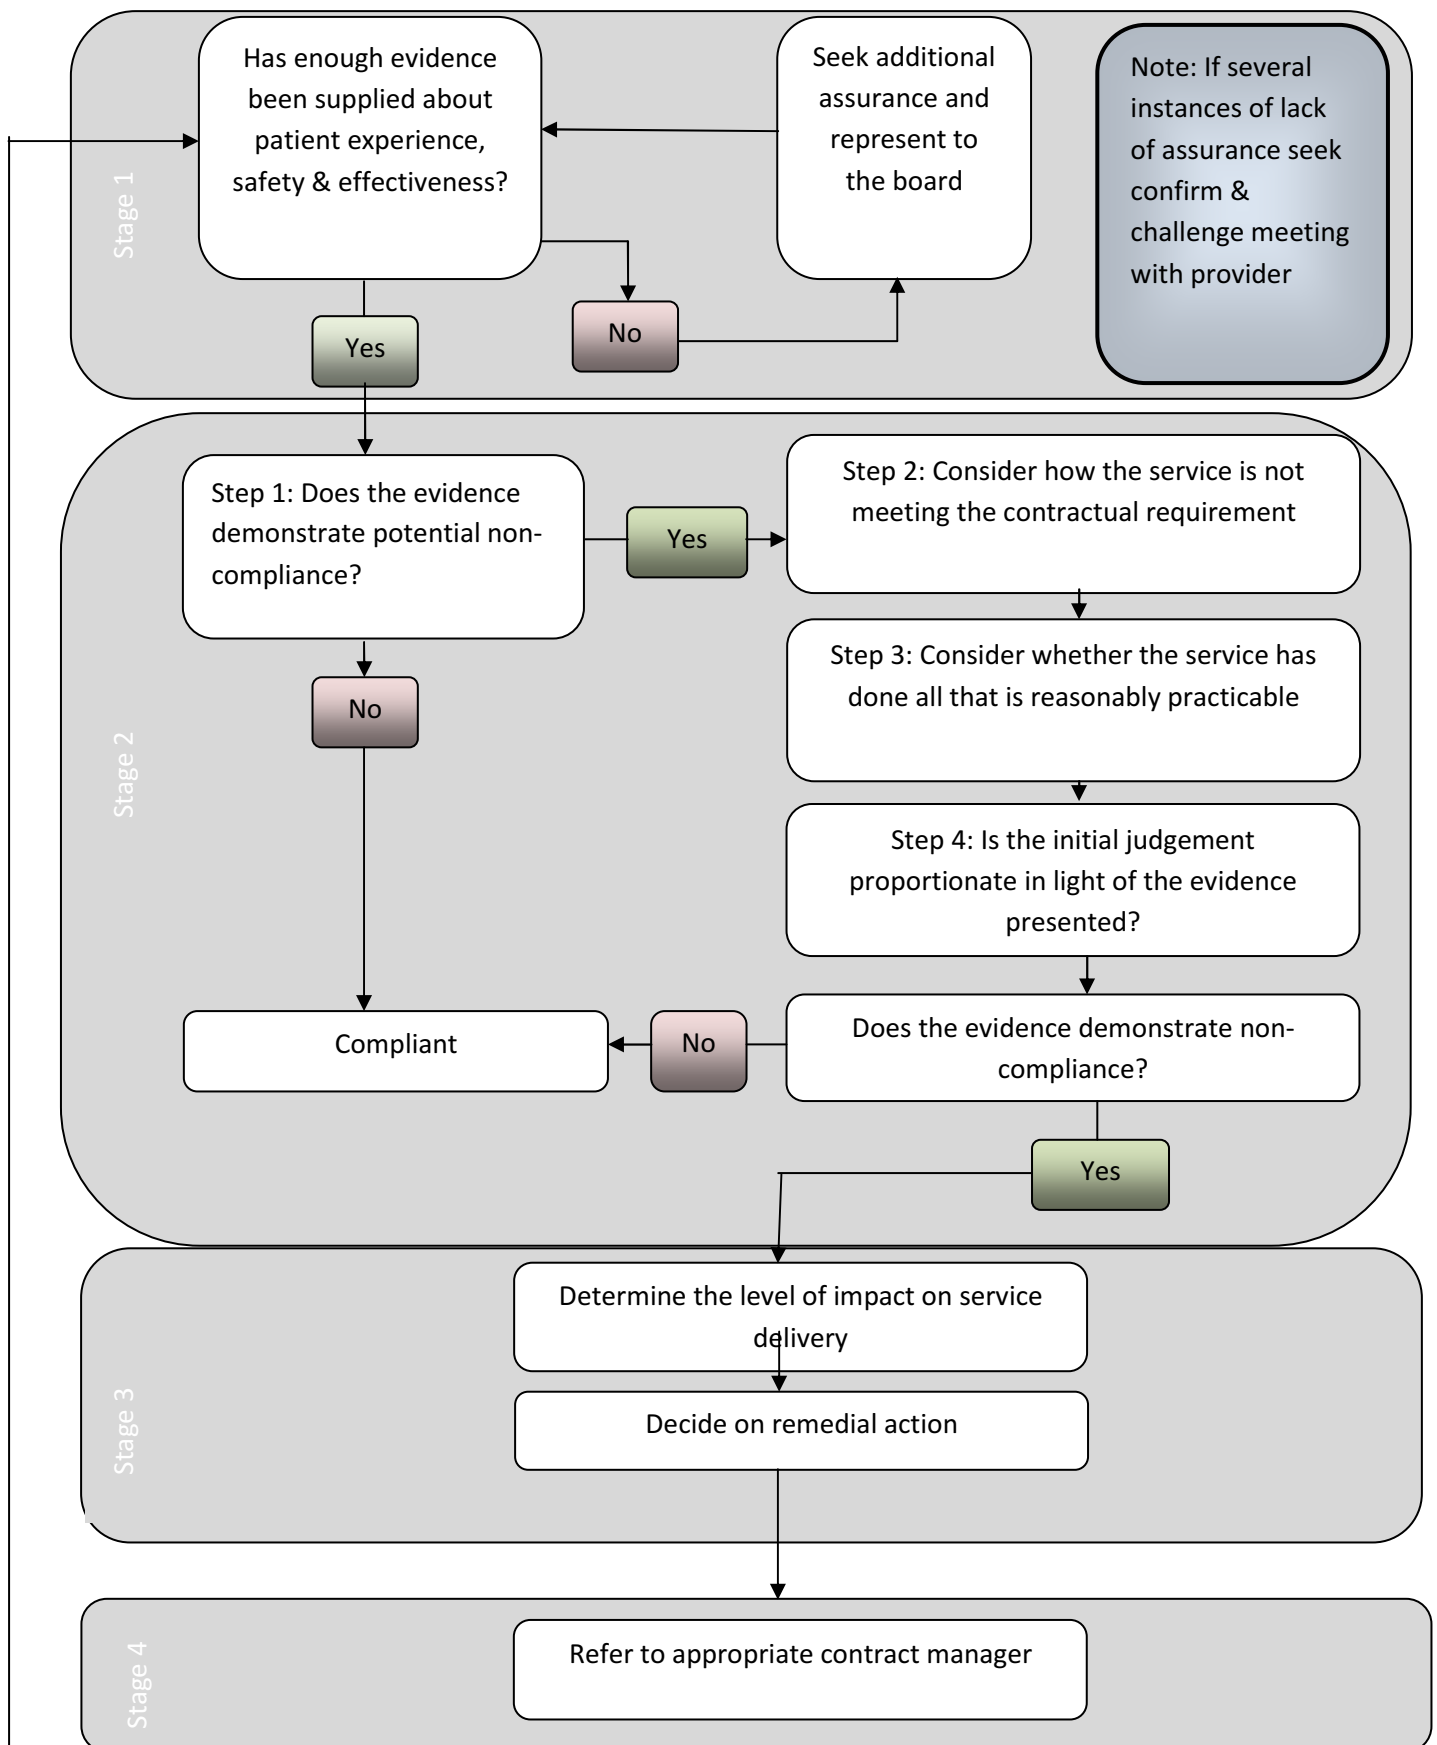 Stage 1
Has enough evidence
been supplied about
patient experience,
safety & effectiveness?
Seek additional
assurance and
represent to
the board
Note: If several
instances of lack
of assurance seek
confirm &
challenge meeting
with provider
No
Yes
Stage 2
Step 1: Does the evidence
demonstrate potential non-
compliance?
Yes
Step 2: Consider how the service is not
meeting the contractual requirement
Step 3: Consider whether the service has
done all that is reasonably practicable
No
Step 4: Is the initial judgement
proportionate in light of the evidence
presented?
Compliant
No
Does the evidence demonstrate non-
compliance?
Yes
Stage 3
Determine the level of impact on service
delivery
Decide on remedial action
Stage 4
Refer to appropriate contract manager